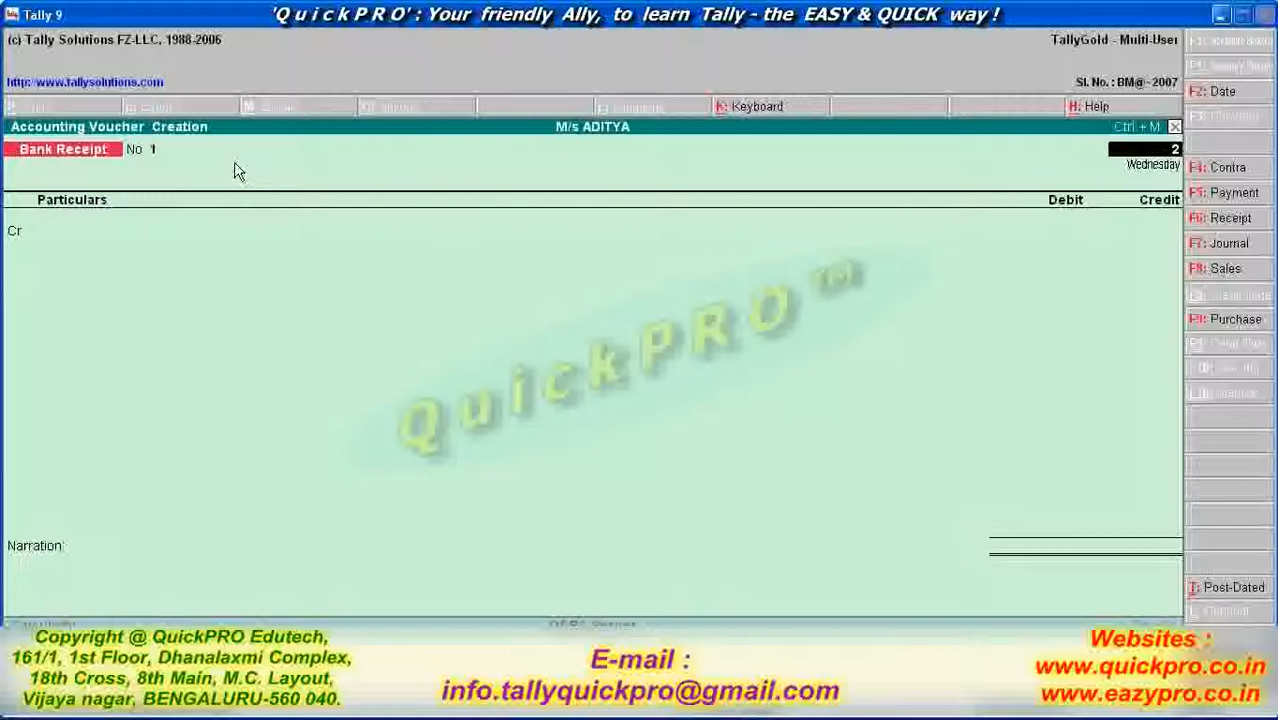 Tally 9
'QuickPRO' : Your friendly Ally, to learn Tally - the EASY & QUICK way !
(c) Tally Solutions FZ-LLC, 1988-2006
TallyGold - Multi-User
http://www.tallysolutions.com
Sl. No. : BM@-2007
K: Keyboard
H: Help
Accounting Voucher Creation
M/s ADITYA
Ctrl + M
Bank Receipt
No 1
2
Wednesday
Particulars
Debit
Credit
Cr
QuickPRO™
Narration:
F2: Date
F4: Contra
F5: Payment
F6: Receipt
F7: Journal
F8: Sales
F9: Purchase
T: Post-Dated
Copyright @ QuickPRO Edutech,
161/1, 1st Floor, Dhanalaxmi Complex,
18th Cross, 8th Main, M.C. Layout,
Vijaya nagar, BENGALURU-560 040.
E-mail :
info.tallyquickpro@gmail.com
Websites :
www.quickpro.co.in
www.eazypro.co.in